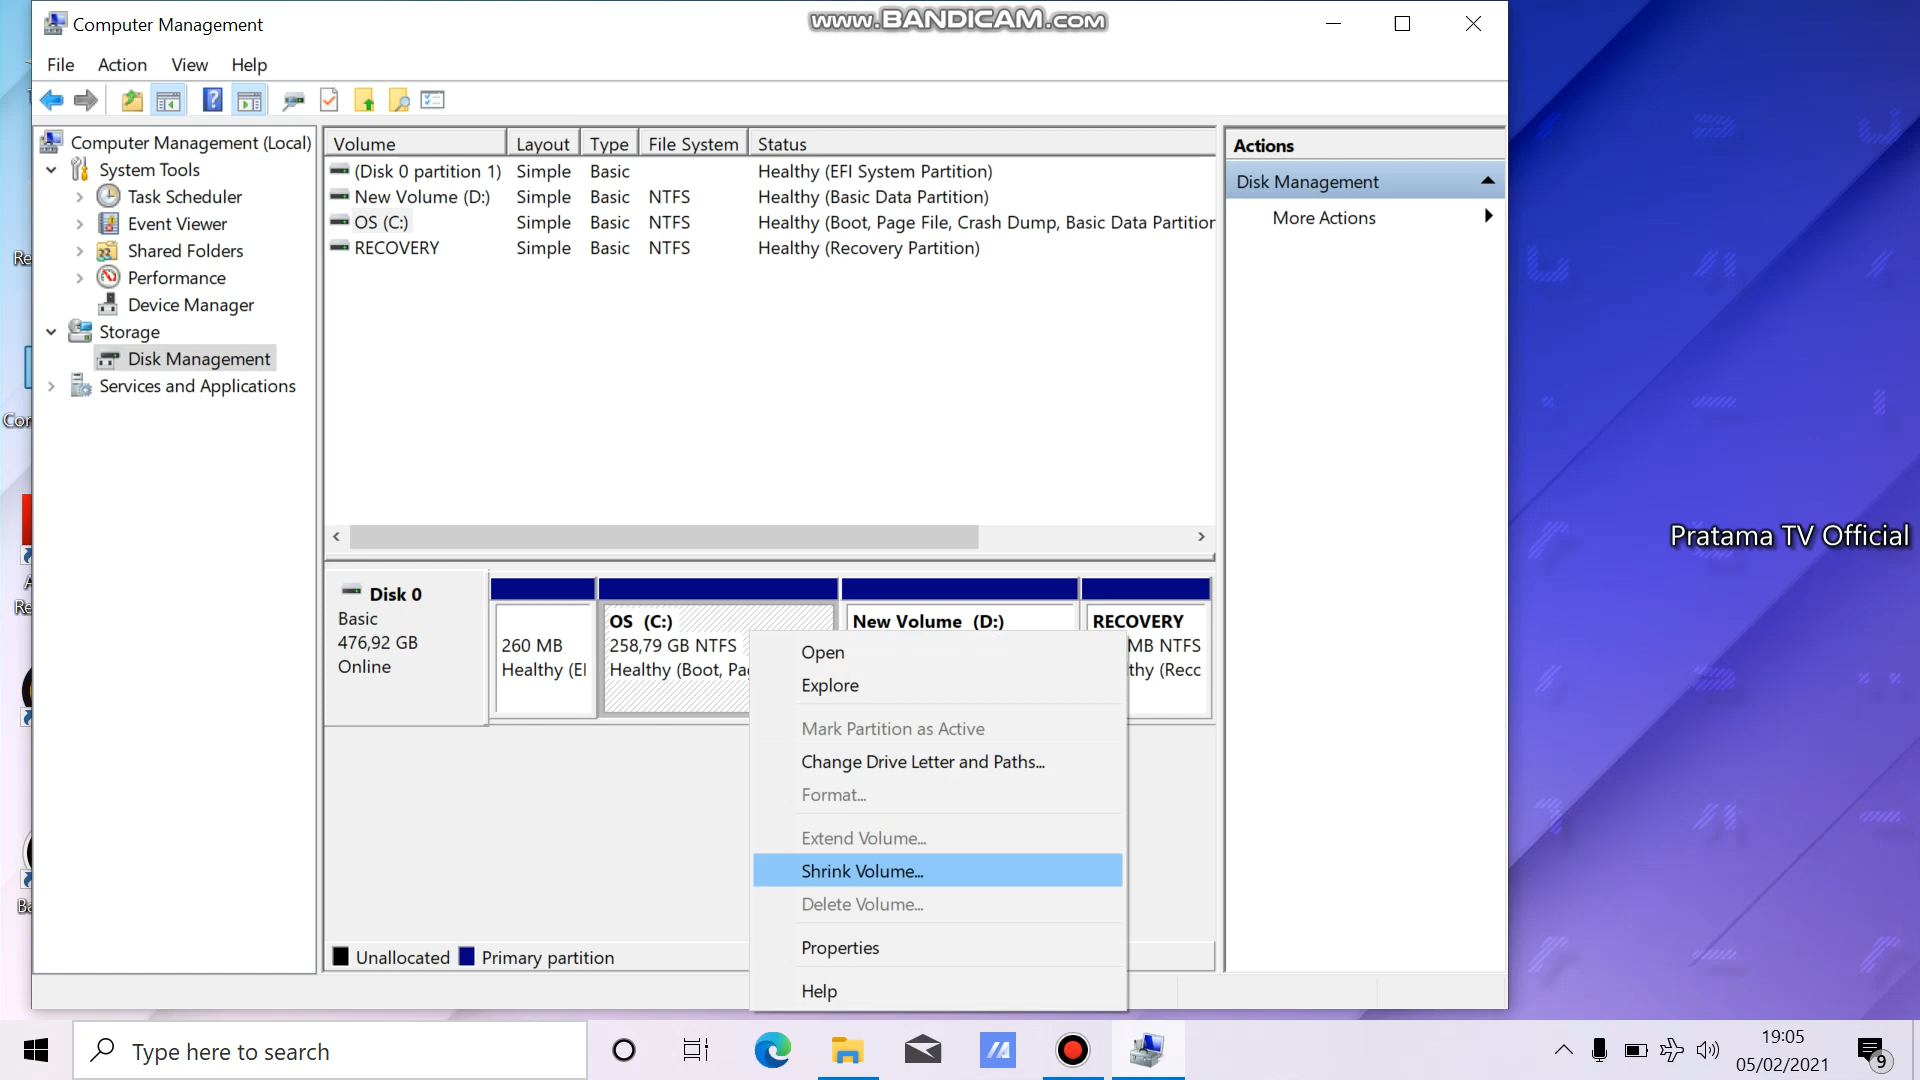 Computer Management
www.BANDICAM.com
File Action View Help
Computer Management (Local)
System Tools
Task Scheduler
Event Viewer
Shared Folders
Performance
Device Manager
Storage
Disk Management
Services and Applications
Volume Layout Type File System Status
(Disk 0 partition 1) Simple Basic Healthy (EFI System Partition)
New Volume (D:) Simple Basic NTFS Healthy (Basic Data Partition)
OS (C:) Simple Basic NTFS Healthy (Boot, Page File, Crash Dump, Basic Data Partition
RECOVERY Simple Basic NTFS Healthy (Recovery Partition)
Actions
Disk Management
More Actions
Disk 0
Basic
476,92 GB
Online
260 MB
Healthy (EI
OS (C:)
258,79 GB NTFS
Healthy (Boot, Pag
New Volume (D:)
RECOVERY
MB NTFS
thy (Recc
Open
Explore
Mark Partition as Active
Change Drive Letter and Paths...
Format...
Extend Volume...
Shrink Volume...
Delete Volume...
Properties
Help
Unallocated Primary partition
Pratama TV Official
Re
Cor
A
Re
Ba
Type here to search
19:05
05/02/2021
9